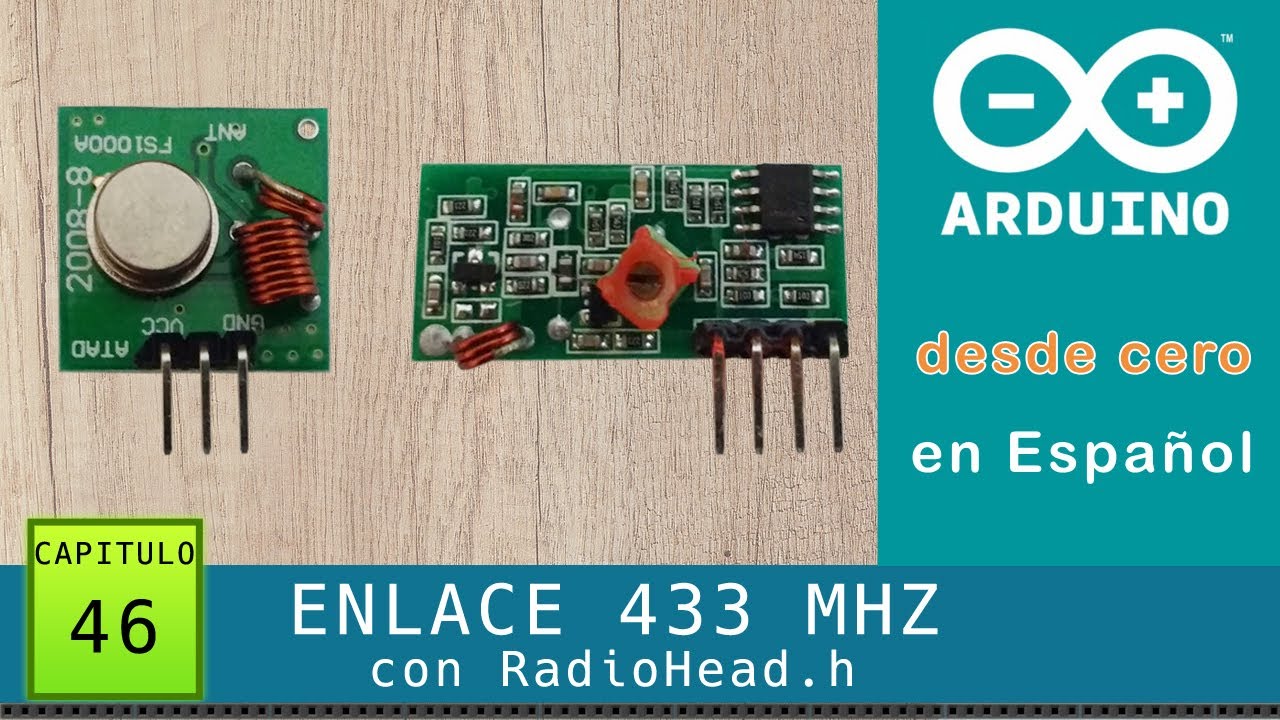 FS1000A
ANT
2008-8
ATAD
VCC
GND
ARDUINO
TM
desde cero
en Español
CAPITULO
46
ENLACE 433 MHZ
con RadioHead.h